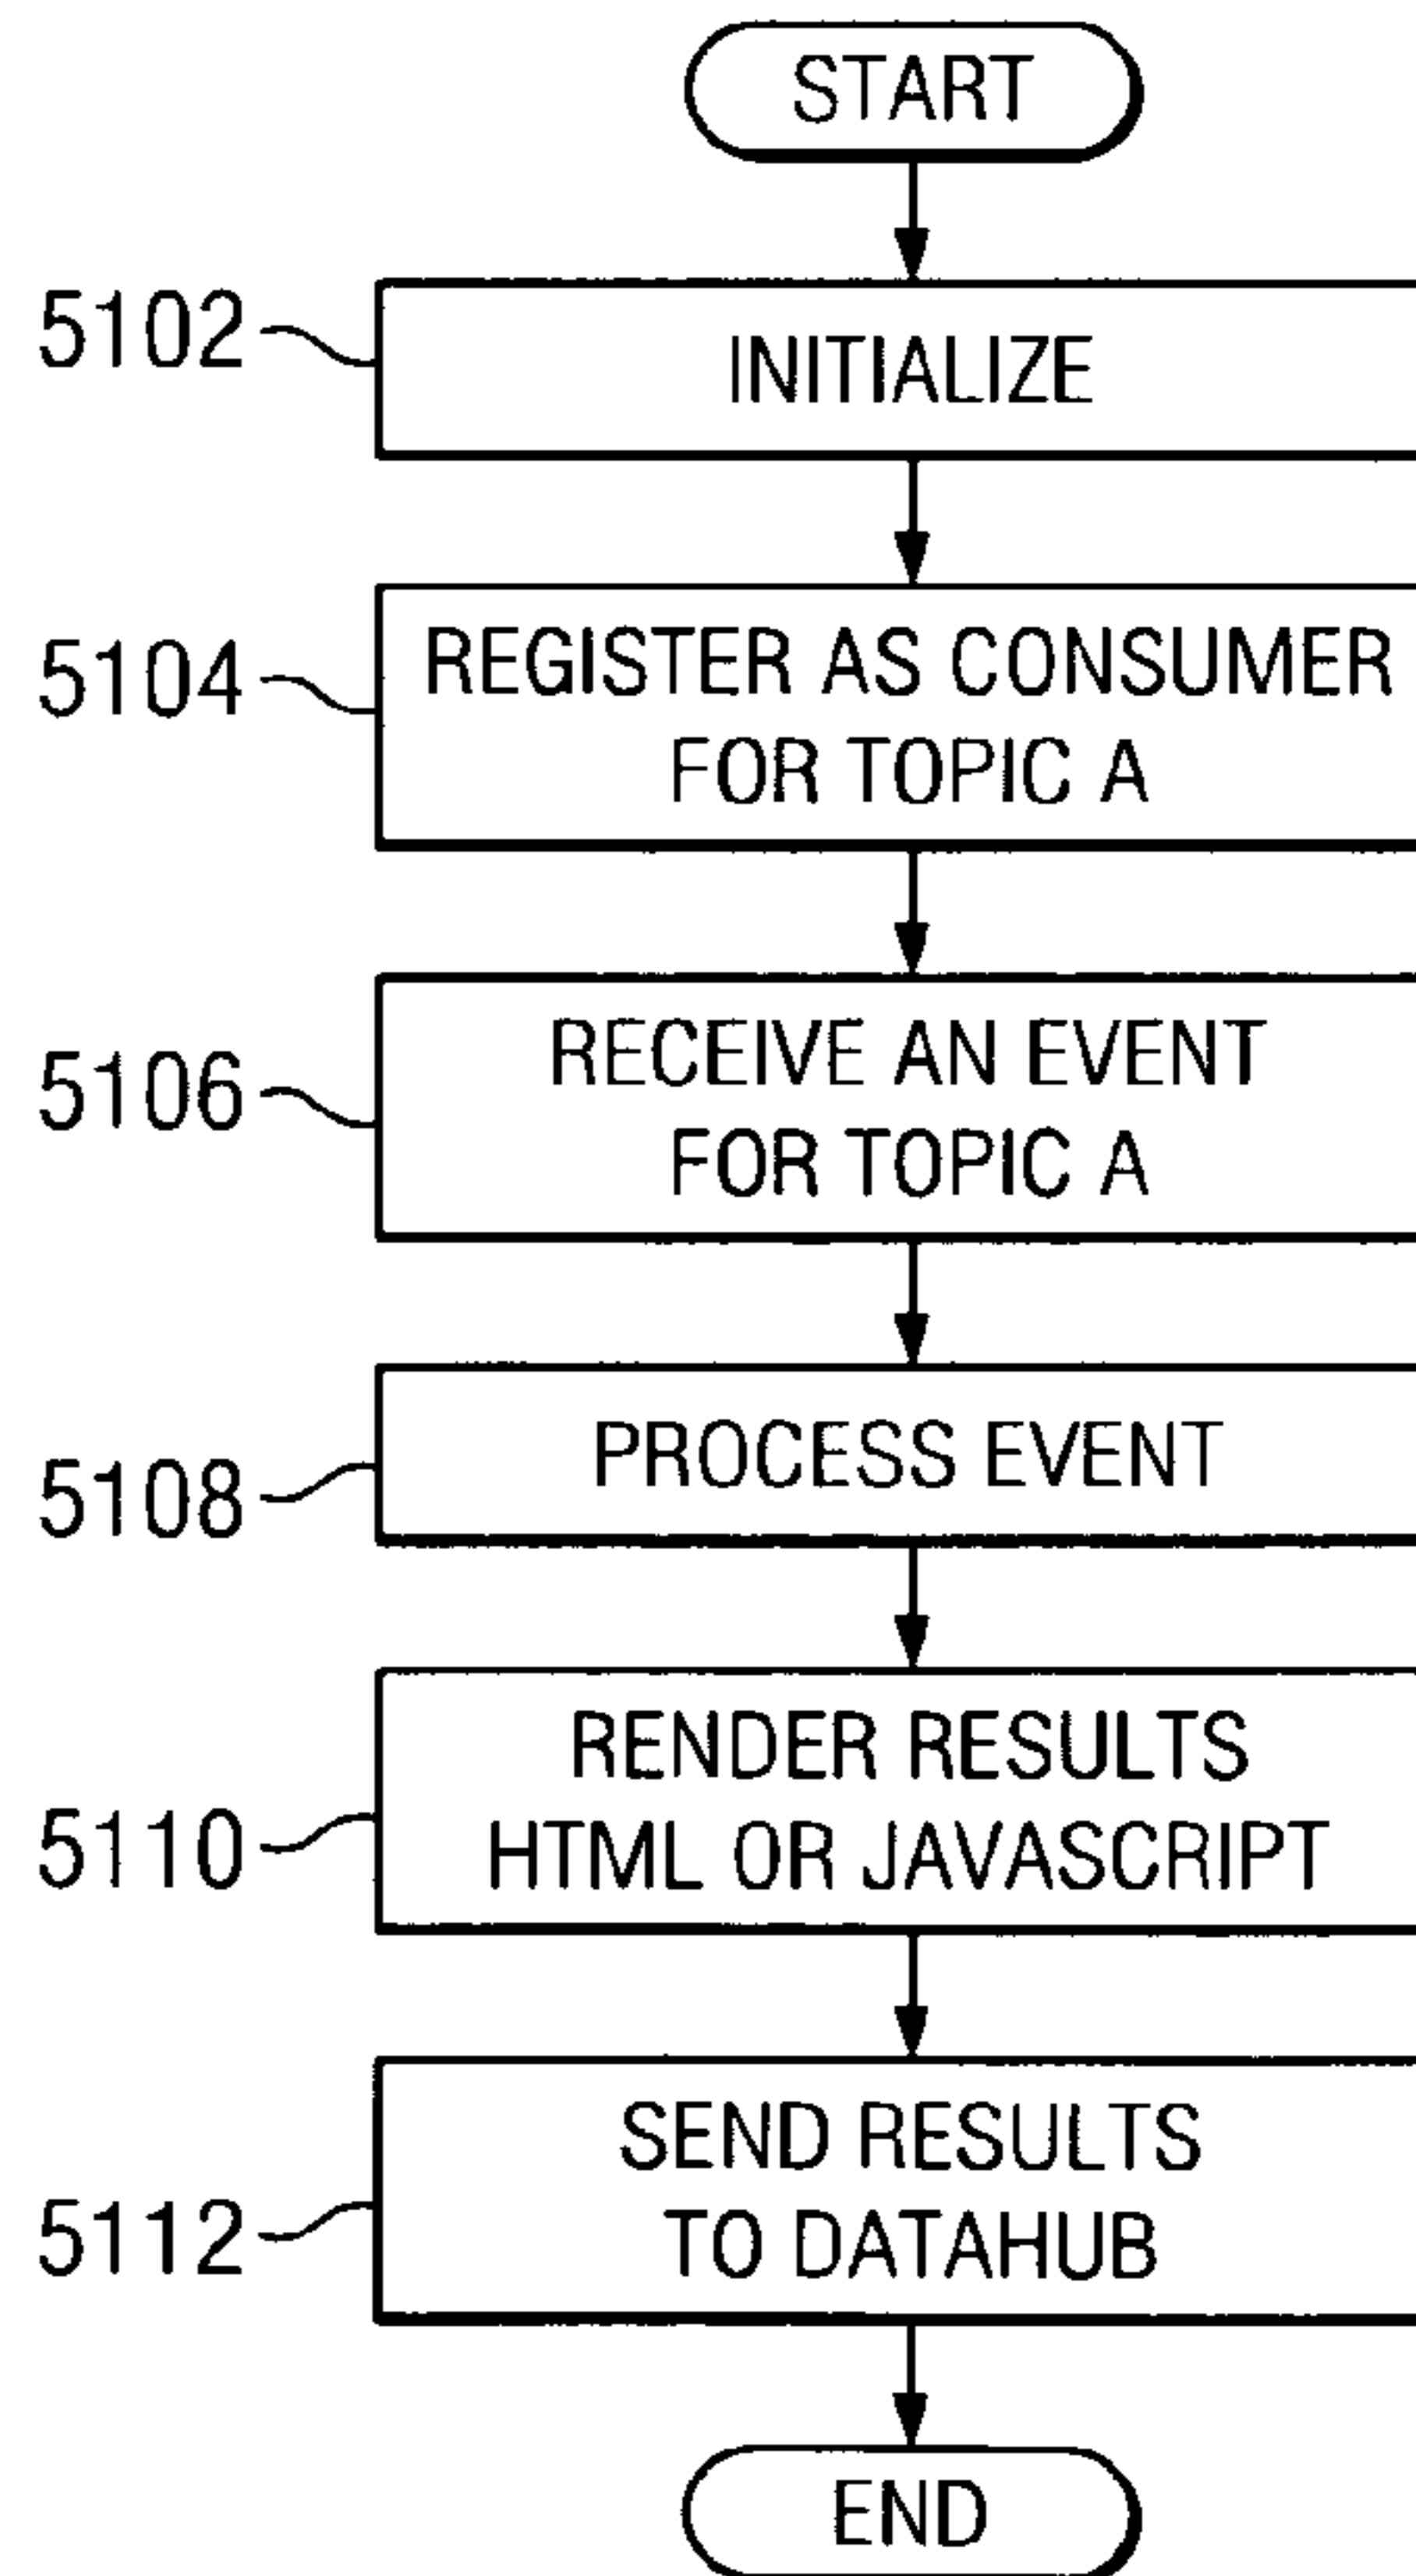 START
5102
INITIALIZE
5104
REGISTER AS CONSUMER
FOR TOPIC A
5106
RECEIVE AN EVENT
FOR TOPIC A
5108
PROCESS EVENT
5110
RENDER RESULTS
HTML OR JAVASCRIPT
5112
SEND RESULTS
TO DATAHUB
END